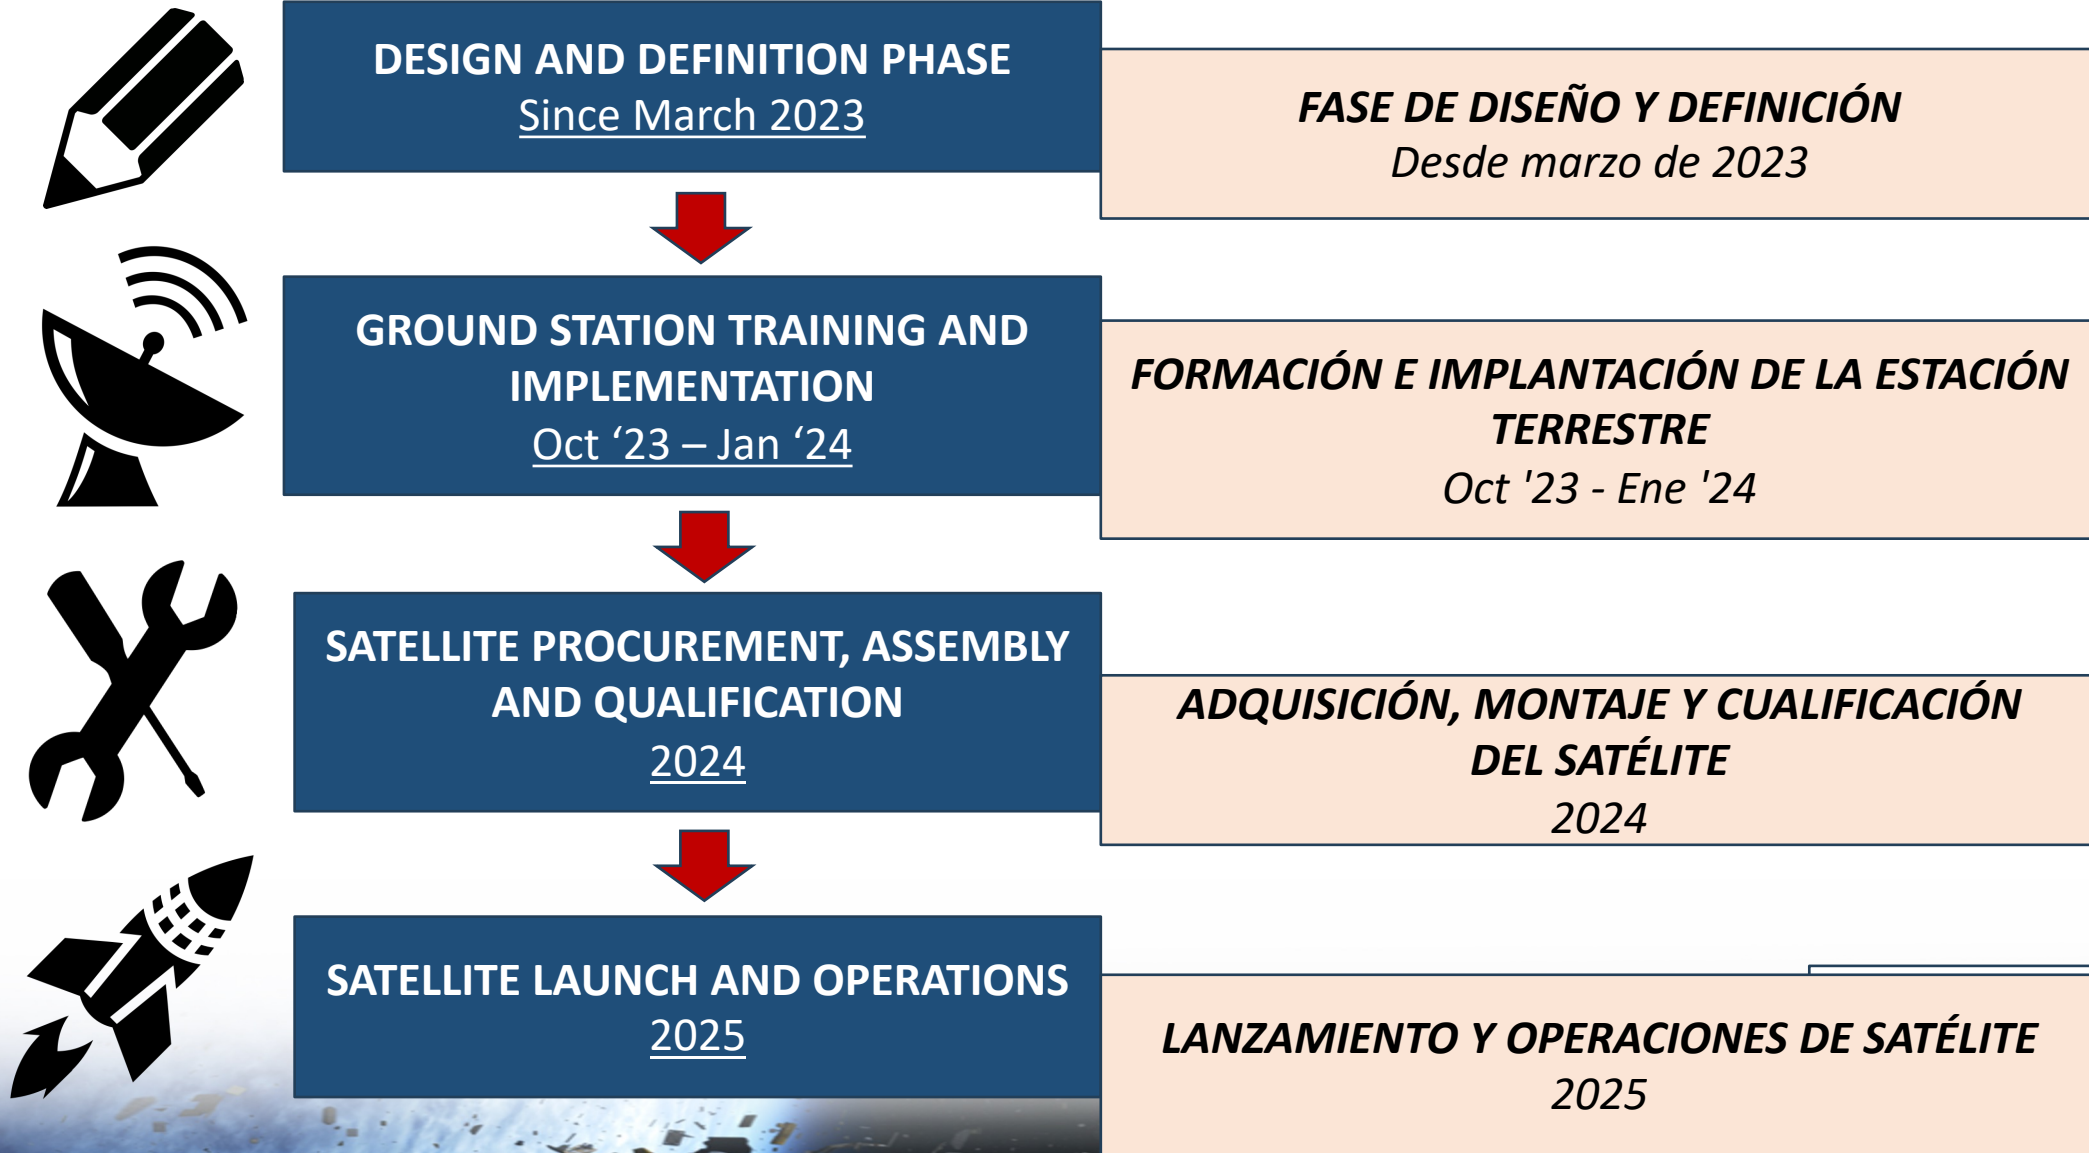 DESIGN AND DEFINITION PHASE
Since March 2023
FASE DE DISEÑO Y DEFINICIÓN
Desde marzo de 2023
GROUND STATION TRAINING AND
IMPLEMENTATION
Oct ‘23 – Jan ‘24
FORMACIÓN E IMPLANTACIÓN DE LA ESTACIÓN
TERRESTRE
Oct '23 - Ene '24
SATELLITE PROCUREMENT, ASSEMBLY
AND QUALIFICATION
2024
ADQUISICIÓN, MONTAJE Y CUALIFICACIÓN
DEL SATÉLITE
2024
SATELLITE LAUNCH AND OPERATIONS
2025
LANZAMIENTO Y OPERACIONES DE SATÉLITE
2025